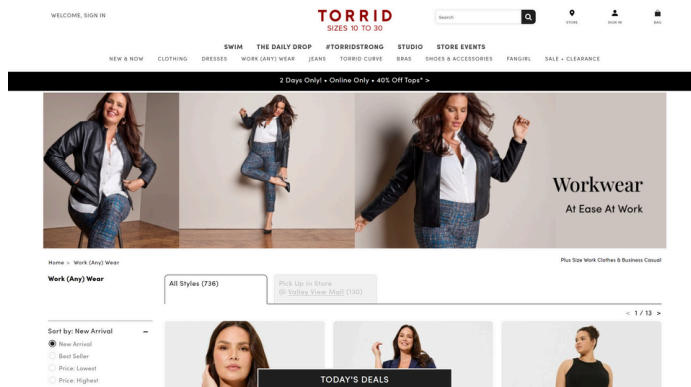 WELCOME, SIGN IN
TORRID
SIZES 10 TO 30
Search
STORE
SIGN IN
BAG
SWIM THE DAILY DROP #TORRIDSTRONG STUDIO STORE EVENTS
NEW & NOW CLOTHING DRESSES WORK (ANY) WEAR JEANS TORRID CURVE BRAS SHOES & ACCESSORIES FANGIRL SALE + CLEARANCE
2 Days Only! • Online Only • 40% Off Tops* >
Workwear
At Ease At Work
Home > Work (Any) Wear
Plus Size Work Clothes & Business Casual
Work (Any) Wear
All Styles (736)
Pick Up in Store
@ Valley View Mall (130)
< 1 / 13 >
Sort by: New Arrival –
New Arrival
Best Seller
Price: Lowest
Price: Highest
TODAY'S DEALS